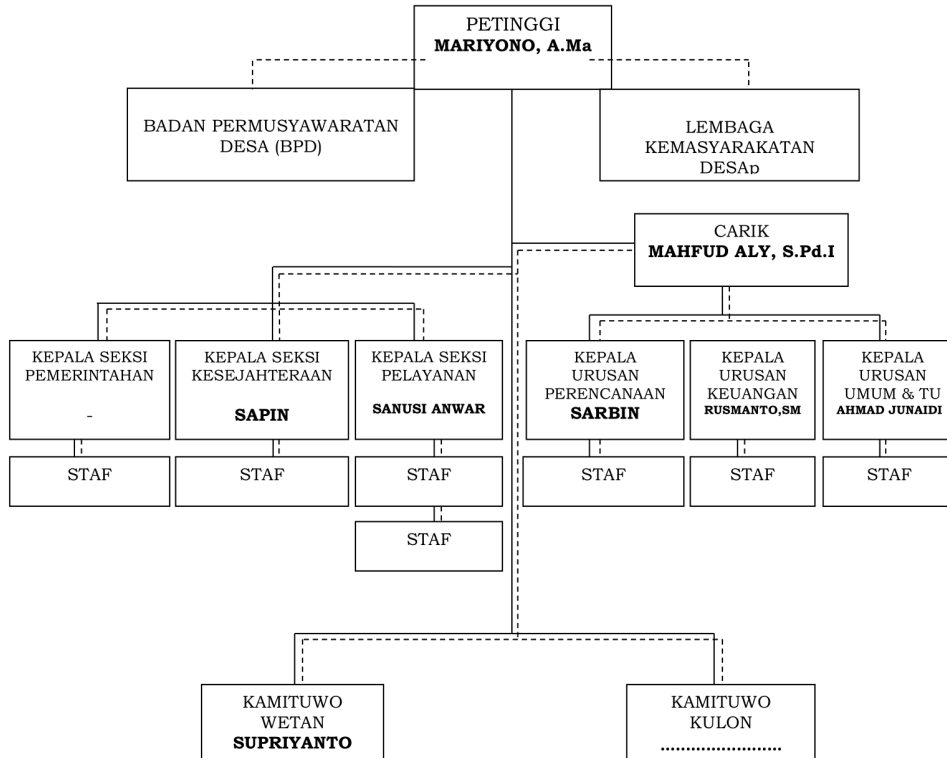 PETINGGI
MARIYONO, A.Ma
BADAN PERMUSYAWARATAN
DESA (BPD)
LEMBAGA
KEMASYARAKATAN
DESAp
CARIK
MAHFUD ALY, S.Pd.I
KEPALA SEKSI
PEMERINTAHAN
-
KEPALA SEKSI
KESEJAHTERAAN
SAPIN
KEPALA SEKSI
PELAYANAN
SANUSI ANWAR
KEPALA
URUSAN
PERENCANAAN
SARBIN
KEPALA
URUSAN
KEUANGAN
RUSMANTO,SM
KEPALA
URUSAN
UMUM & TU
AHMAD JUNAIDI
STAF
STAF
STAF
STAF
STAF
STAF
STAF
KAMITUWO
WETAN
SUPRIYANTO
KAMITUWO
KULON
........................